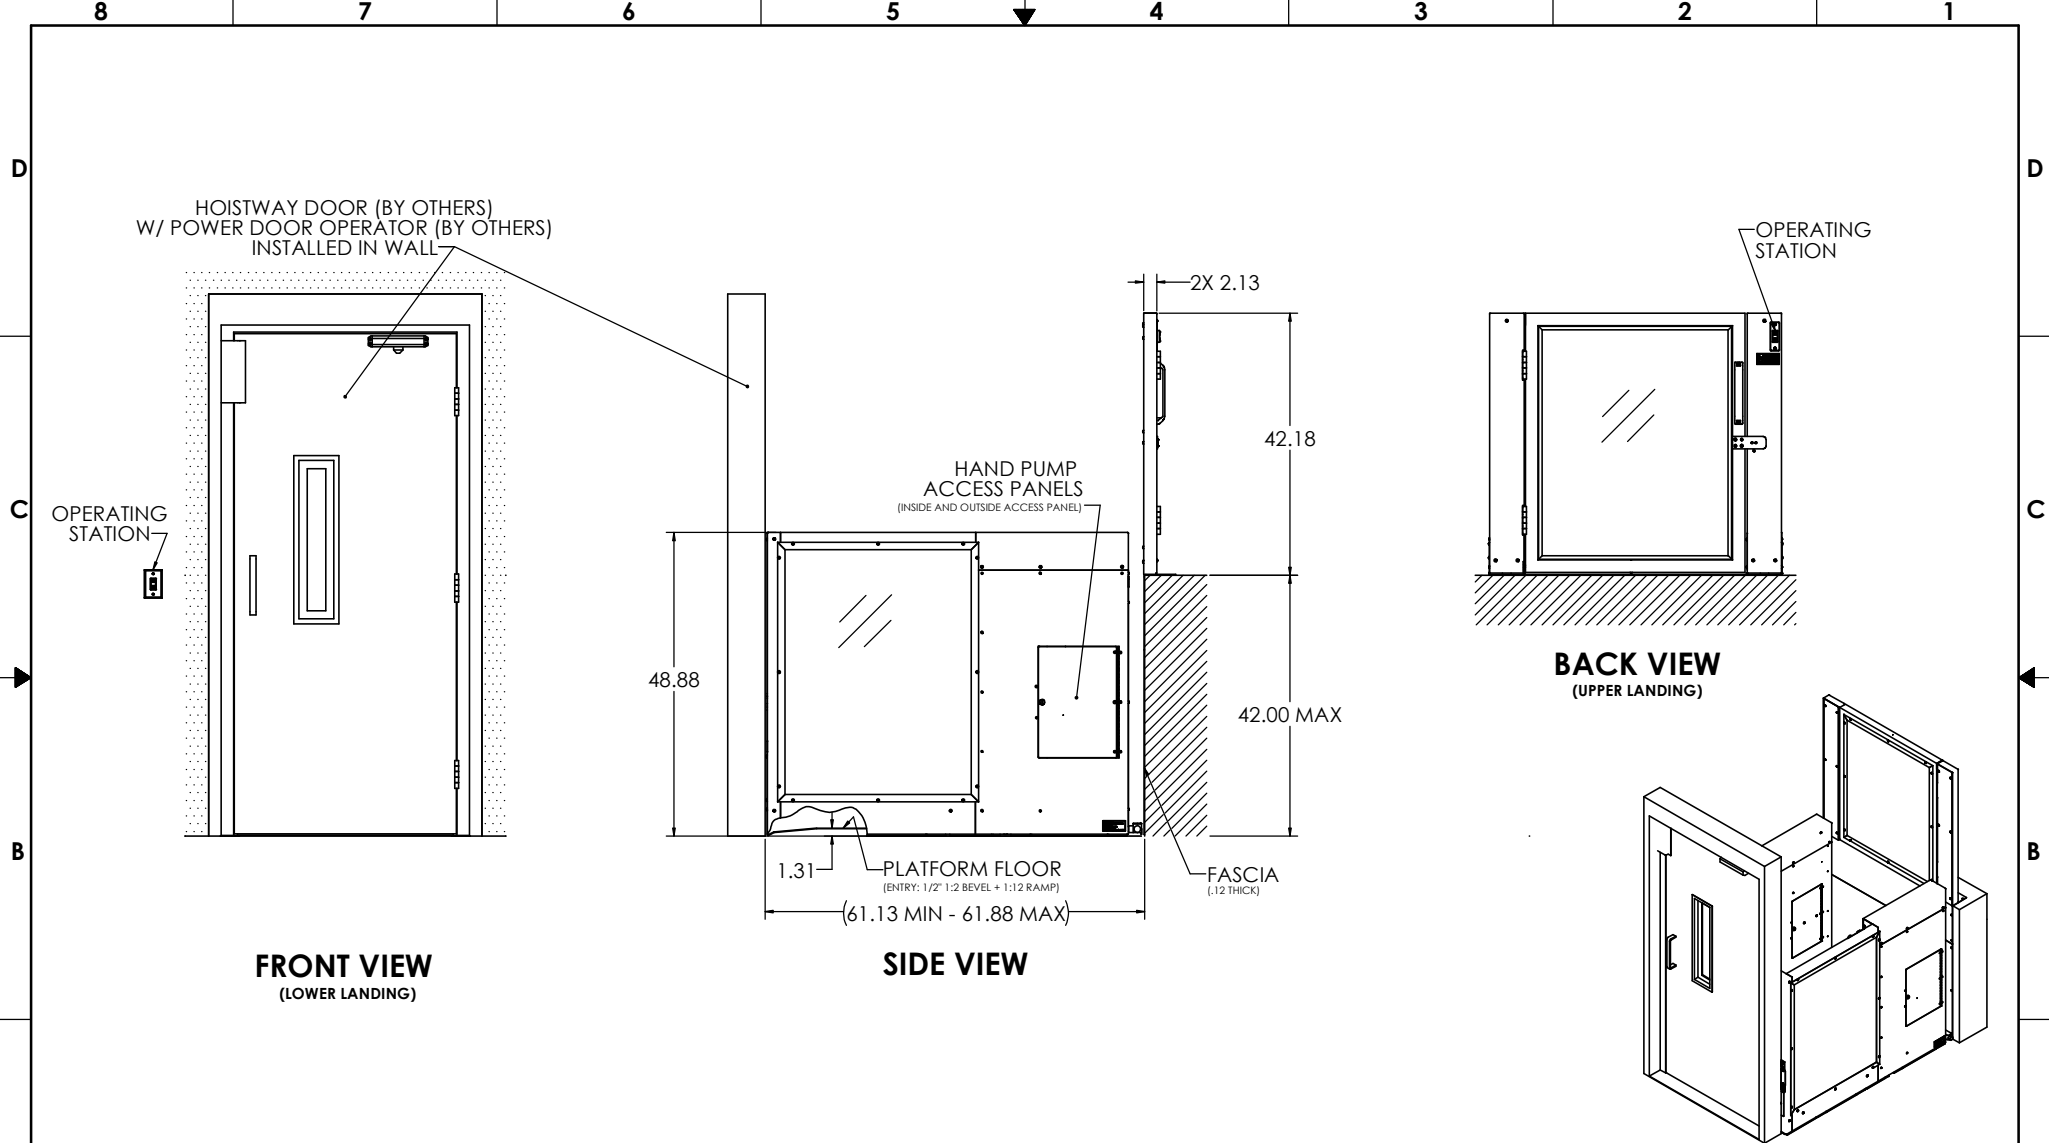 8 7 6 5 4 3 2 1
D
D
HOISTWAY DOOR (BY OTHERS)
W/ POWER DOOR OPERATOR (BY OTHERS)
INSTALLED IN WALL
OPERATING
STATION
2X 2.13
42.18
HAND PUMP
ACCESS PANELS
(INSIDE AND OUTSIDE ACCESS PANEL)
C
C
OPERATING
STATION
48.88
42.00 MAX
BACK VIEW
(UPPER LANDING)
B
B
1.31
PLATFORM FLOOR
(ENTRY: 1/2" 1:2 BEVEL + 1:12 RAMP)
FASCIA
(.12 THICK)
(61.13 MIN - 61.88 MAX)
FRONT VIEW
(LOWER LANDING)
SIDE VIEW